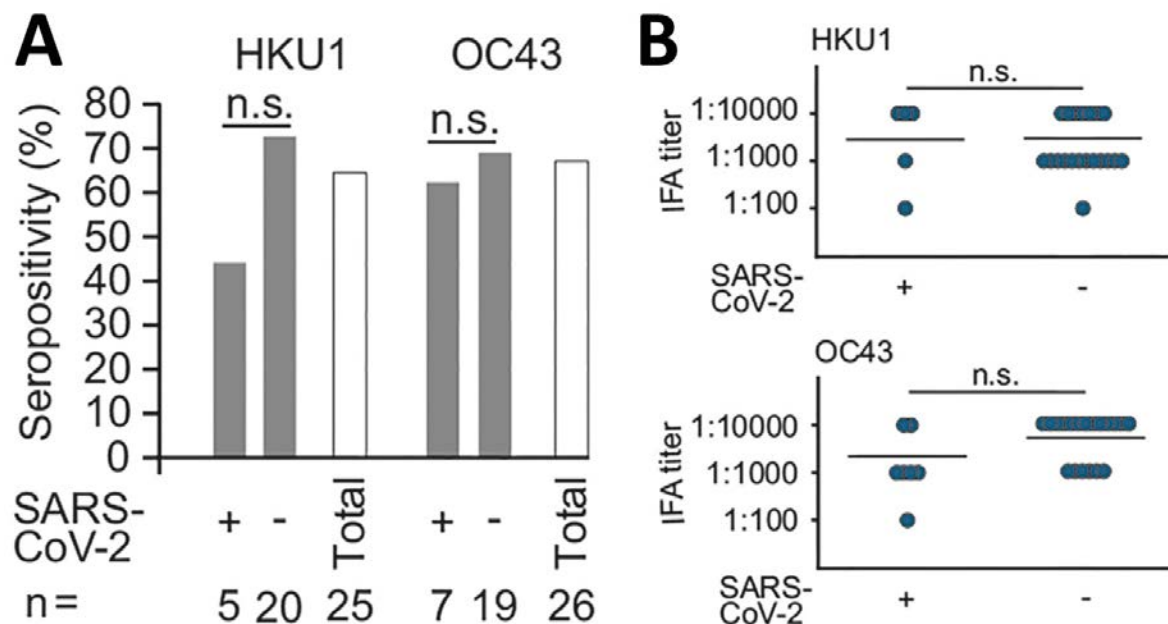 A
HKU1 OC43
n.s. n.s.
Seropositivity (%)
80
70
60
50
40
30
20
10
0
SARS-
CoV-2
+ - Total + - Total
n= 5 20 25 7 19 26
B
HKU1
n.s.
IFA titer
1:10000
1:1000
1:100
SARS-
CoV-2
+ -
OC43
n.s.
IFA titer
1:10000
1:1000
1:100
SARS-
CoV-2
+ -